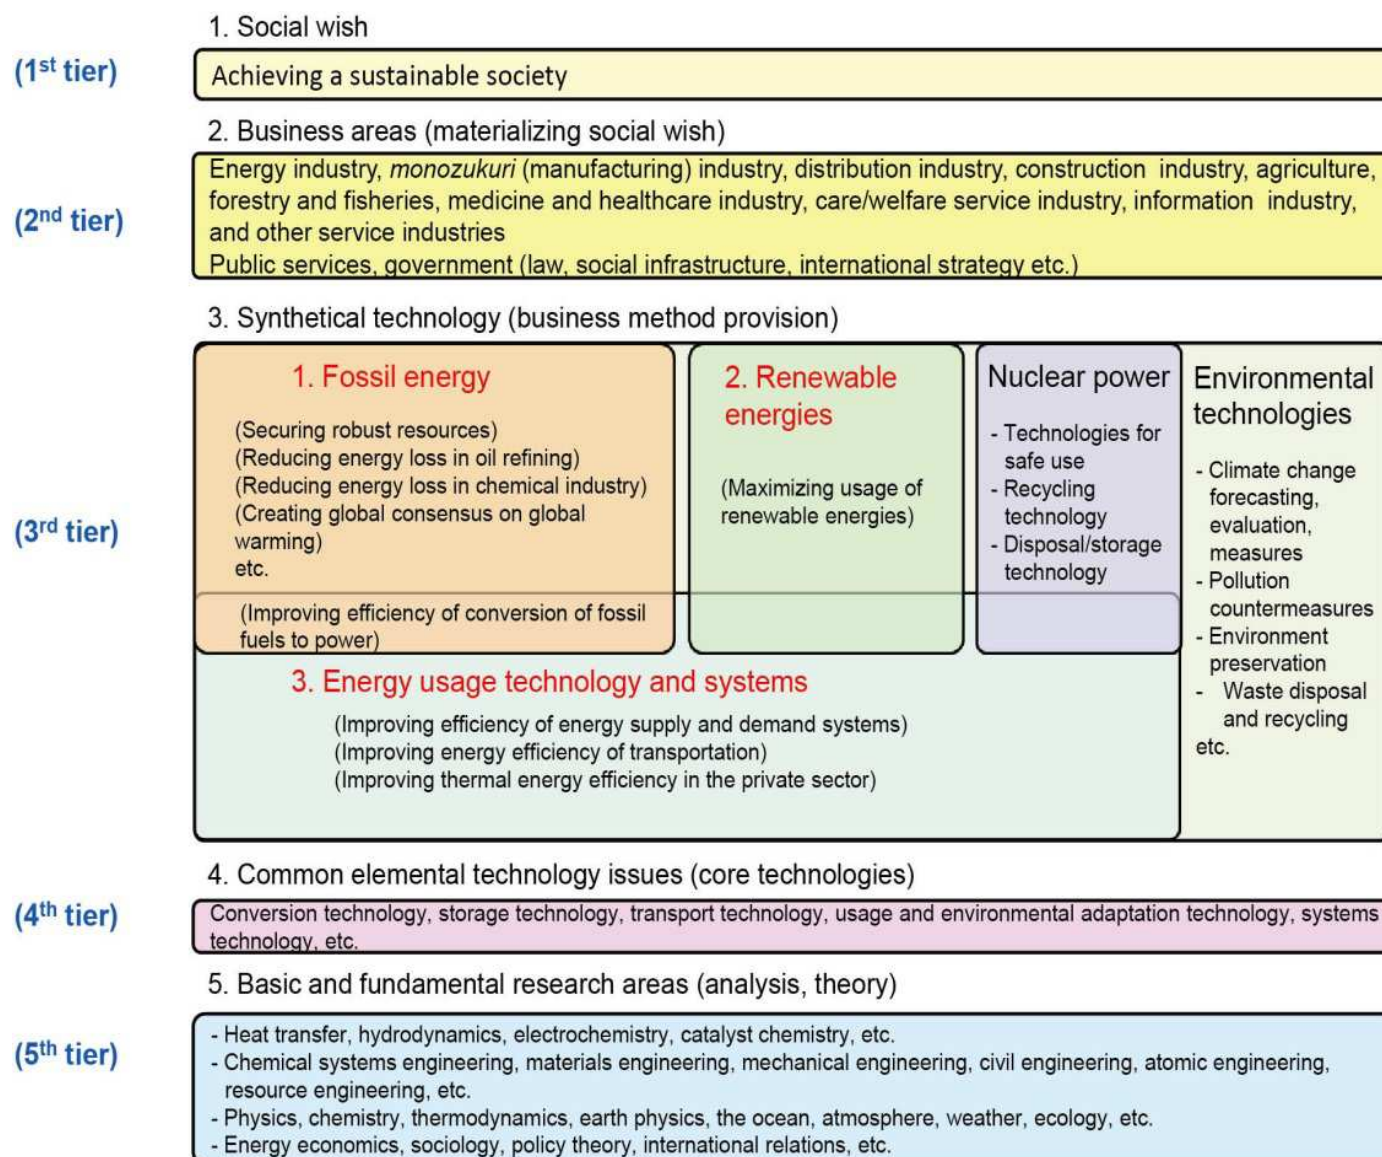 1. Social wish
(1st tier)
Achieving a sustainable society
2. Business areas (materializing social wish)
(2nd tier)
Energy industry, monozukuri (manufacturing) industry, distribution industry, construction industry, agriculture,
forestry and fisheries, medicine and healthcare industry, care/welfare service industry, information industry,
and other service industries
Public services, government (law, social infrastructure, international strategy etc.)
3. Synthetical technology (business method provision)
(3rd tier)
1. Fossil energy
(Securing robust resources)
(Reducing energy loss in oil refining)
(Reducing energy loss in chemical industry)
(Creating global consensus on global
warming)
etc.
(Improving efficiency of conversion of fossil
fuels to power)
2. Renewable
energies
(Maximizing usage of
renewable energies)
Nuclear power
- Technologies for
safe use
- Recycling
technology
- Disposal/storage
technology
Environmental
technologies
- Climate change
forecasting,
evaluation,
measures
- Pollution
countermeasures
- Environment
preservation
- Waste disposal
and recycling
etc.
3. Energy usage technology and systems
(Improving efficiency of energy supply and demand systems)
(Improving energy efficiency of transportation)
(Improving thermal energy efficiency in the private sector)
4. Common elemental technology issues (core technologies)
(4th tier)
Conversion technology, storage technology, transport technology, usage and environmental adaptation technology, systems
technology, etc.
5. Basic and fundamental research areas (analysis, theory)
(5th tier)
- Heat transfer, hydrodynamics, electrochemistry, catalyst chemistry, etc.
- Chemical systems engineering, materials engineering, mechanical engineering, civil engineering, atomic engineering,
resource engineering, etc.
- Physics, chemistry, thermodynamics, earth physics, the ocean, atmosphere, weather, ecology, etc.
- Energy economics, sociology, policy theory, international relations, etc.